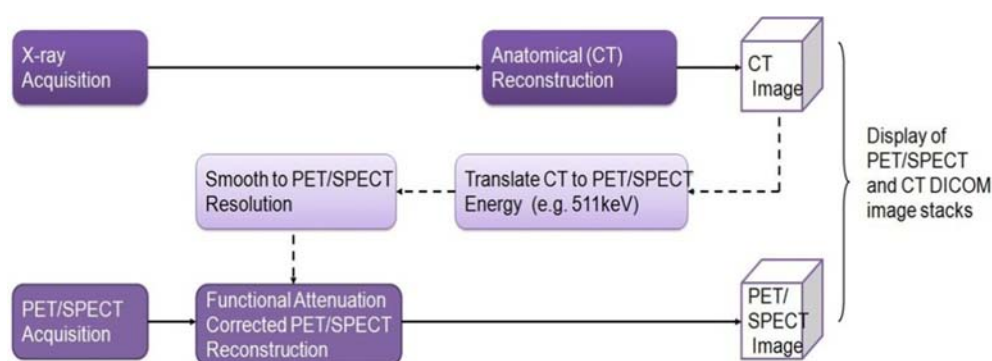 X-ray
Acquisition
Anatomical (CT)
Reconstruction
CT
Image
Smooth to PET/SPECT
Resolution
Translate CT to PET/SPECT
Energy (e.g. 511keV)
Display of
PET/SPECT
and CT DICOM
image stacks
PET/SPECT
Acquisition
Functional Attenuation
Corrected PET/SPECT
Reconstruction
PET/
SPECT
Image